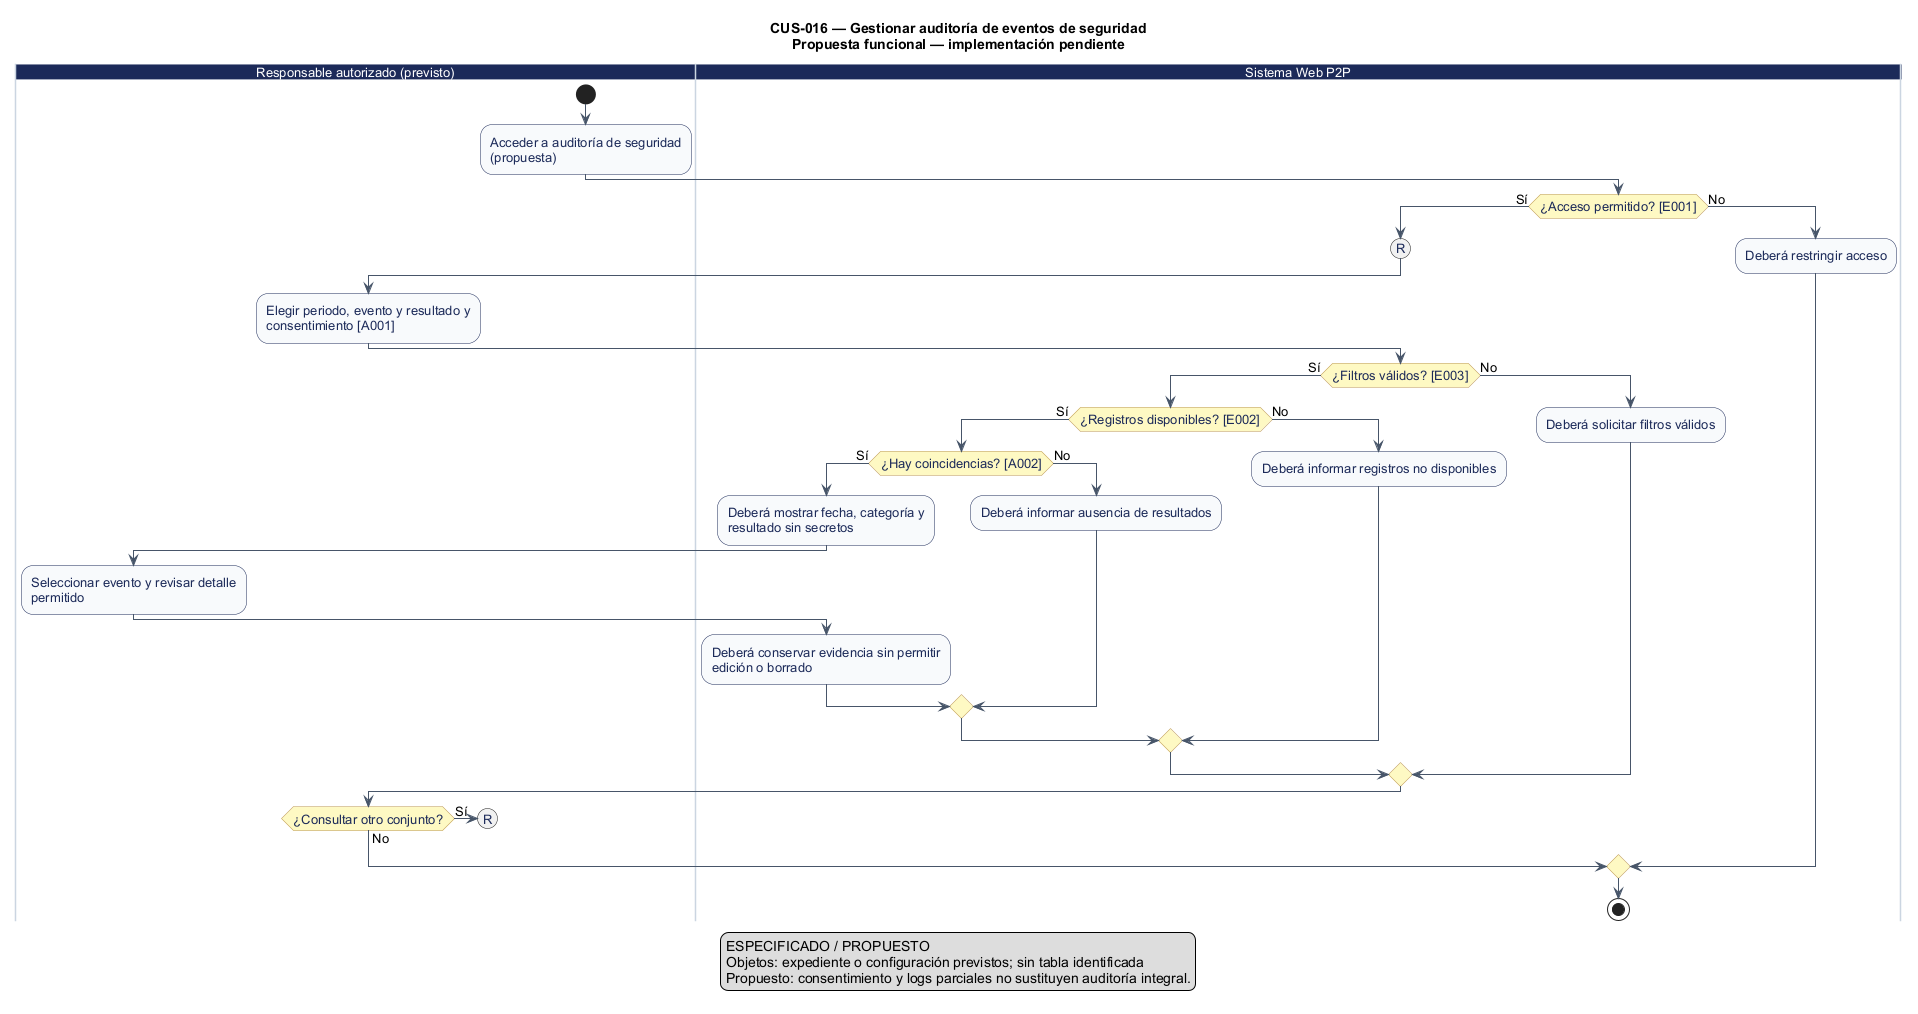 CUS-016 — Gestionar auditoría de eventos de seguridad
Propuesta funcional — implementación pendiente
Responsable autorizado (previsto)
Sistema Web P2P
Acceder a auditoría de seguridad
(propuesta)
Sí
¿Acceso permitido? [E001]
No
R
Deberá restringir acceso
Elegir periodo, evento y resultado y
consentimiento [A001]
Sí
¿Filtros válidos? [E003]
No
Sí
¿Registros disponibles? [E002]
No
Deberá solicitar filtros válidos
Sí
¿Hay coincidencias? [A002]
No
Deberá informar registros no disponibles
Deberá mostrar fecha, categoría y
resultado sin secretos
Deberá informar ausencia de resultados
Seleccionar evento y revisar detalle
permitido
Deberá conservar evidencia sin permitir
edición o borrado
¿Consultar otro conjunto?
Sí
R
No
ESPECIFICADO / PROPUESTO
Objetos: expediente o configuración previstos; sin tabla identificada
Propuesto: consentimiento y logs parciales no sustituyen auditoría integral.